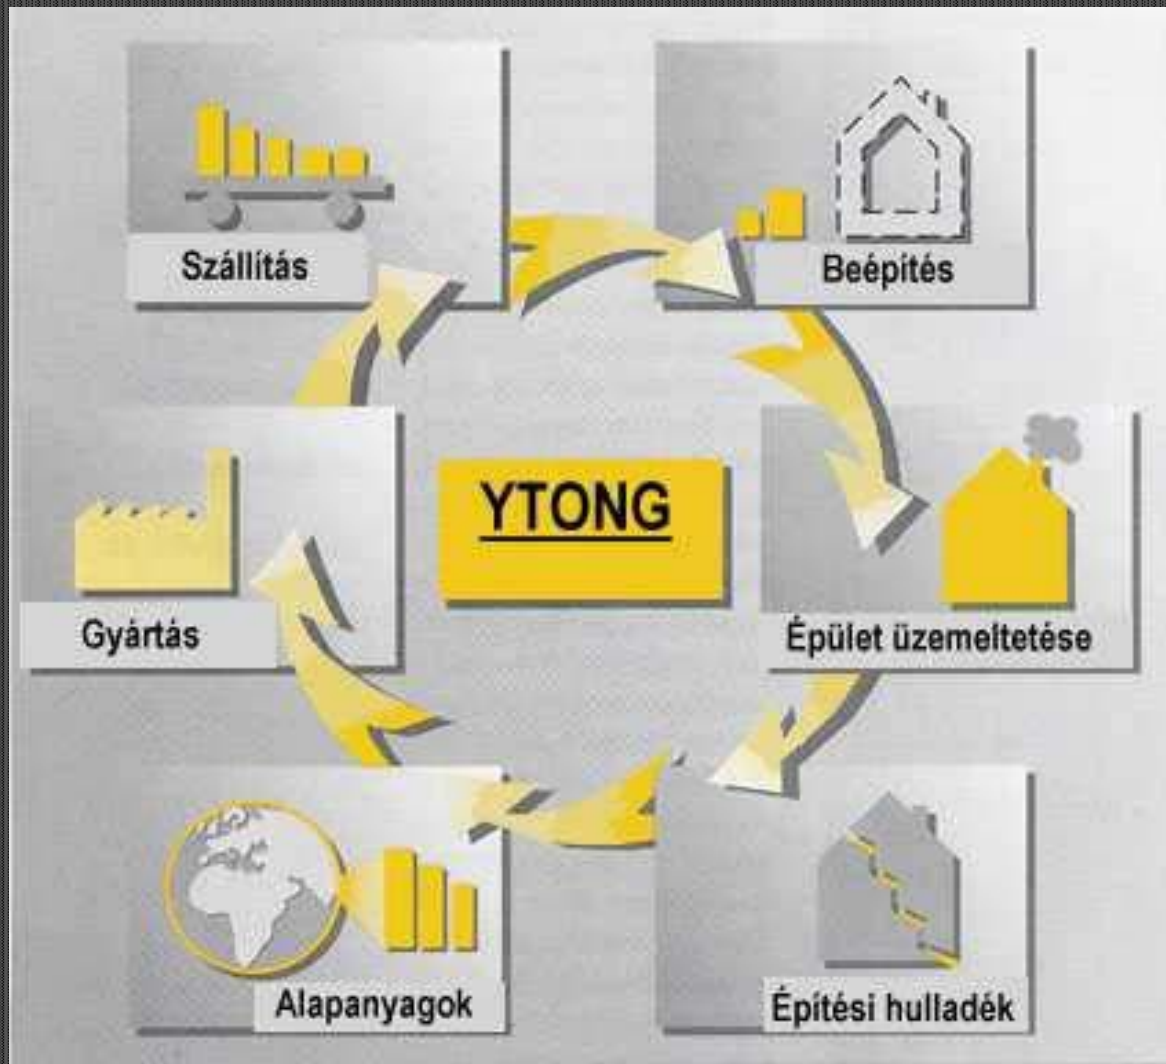 Szállítás
Beépítés
YTONG
Gyártás
Épület üzemeltetése
Alapanyagok
Építési hulladék